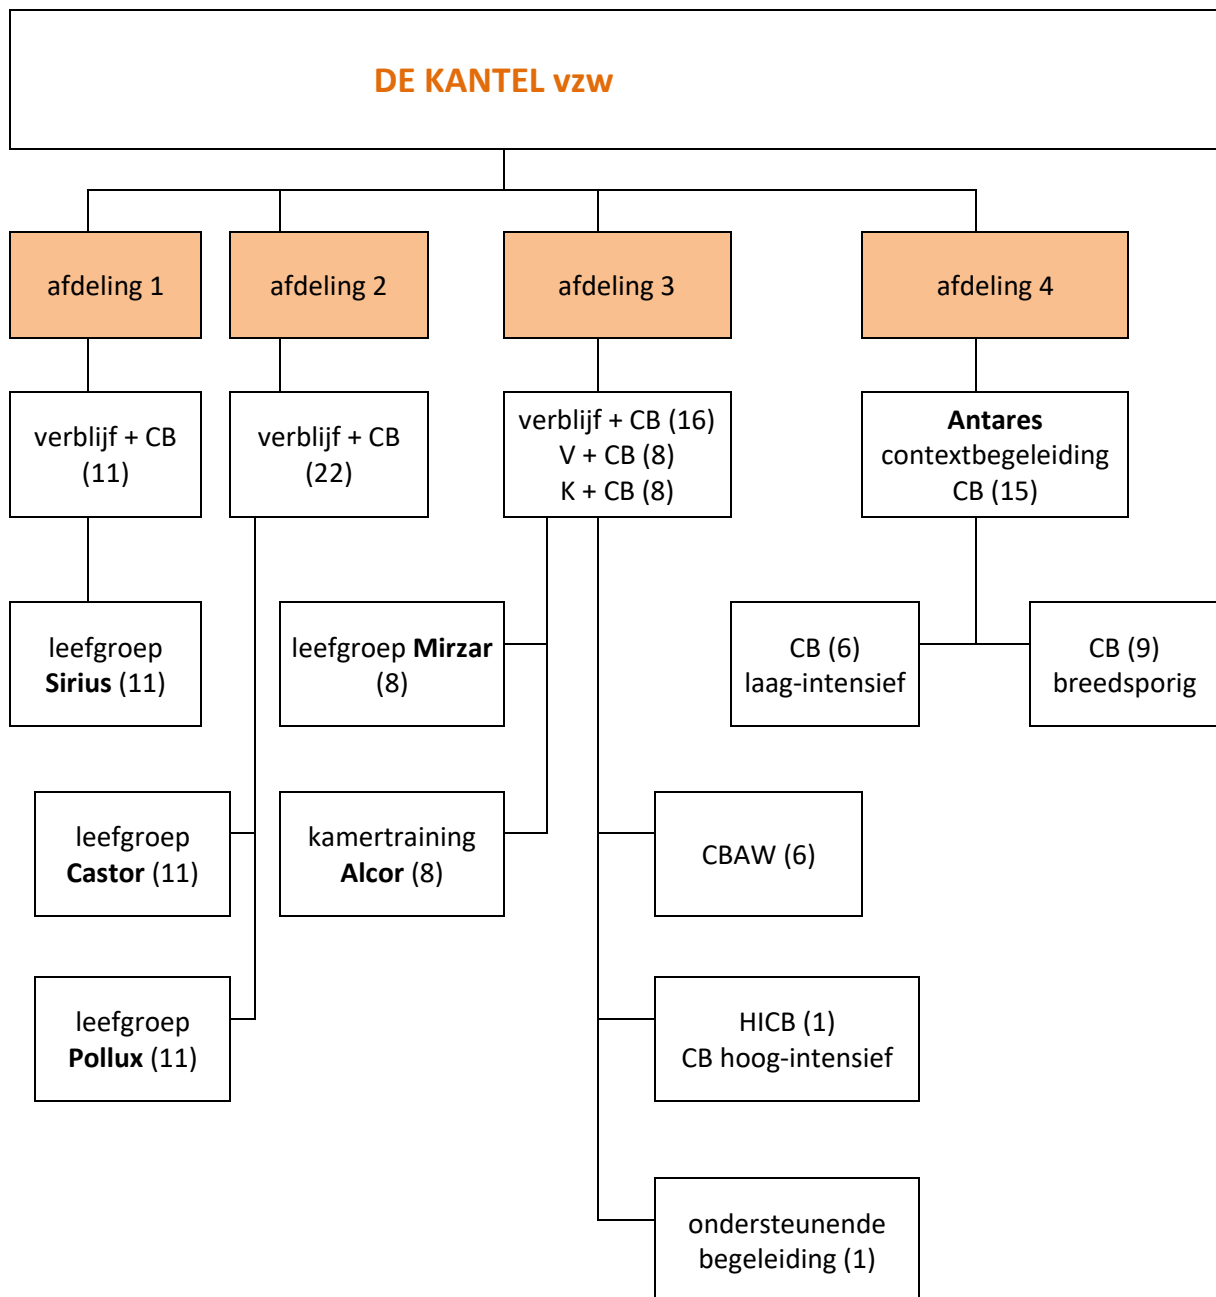 DE KANTEL vzw
afdeling 1
afdeling 2
afdeling 3
afdeling 4
verblijf + CB
(11)
verblijf + CB
(22)
verblijf + CB (16)
V + CB (8)
K + CB (8)
Antares
contextbegeleiding
CB (15)
leefgroep
Sirius (11)
leefgroep Mirzar
(8)
CB (6)
laag-intensief
CB (9)
breedsporig
leefgroep
Castor (11)
kamertraining
Alcor (8)
CBAW (6)
leefgroep
Pollux (11)
HICB (1)
CB hoog-intensief
ondersteunende
begeleiding (1)